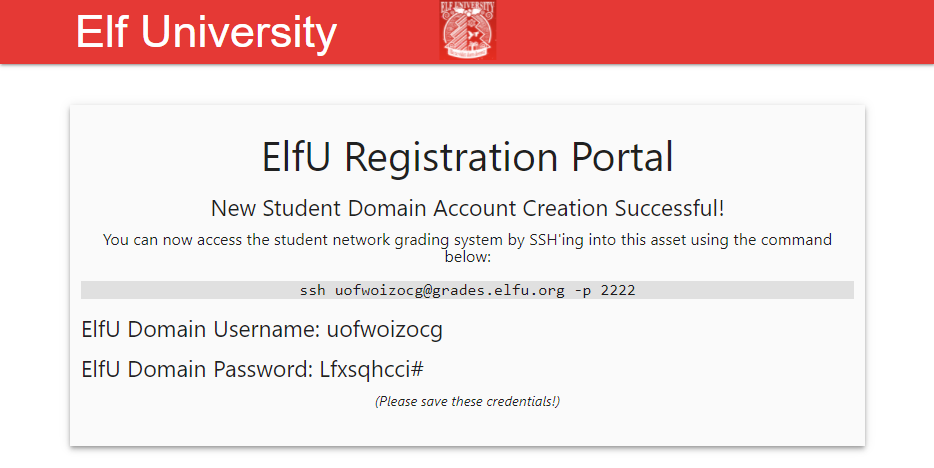 Elf University
ELF UNIVERSITY
ElfU Registration Portal
New Student Domain Account Creation Successful!
You can now access the student network grading system by SSH'ing into this asset using the command
below:
ssh uofwoizocg@grades.elfu.org -p 2222
ElfU Domain Username: uofwoizocg
ElfU Domain Password: Lfxsqhcci#
(Please save these credentials!)